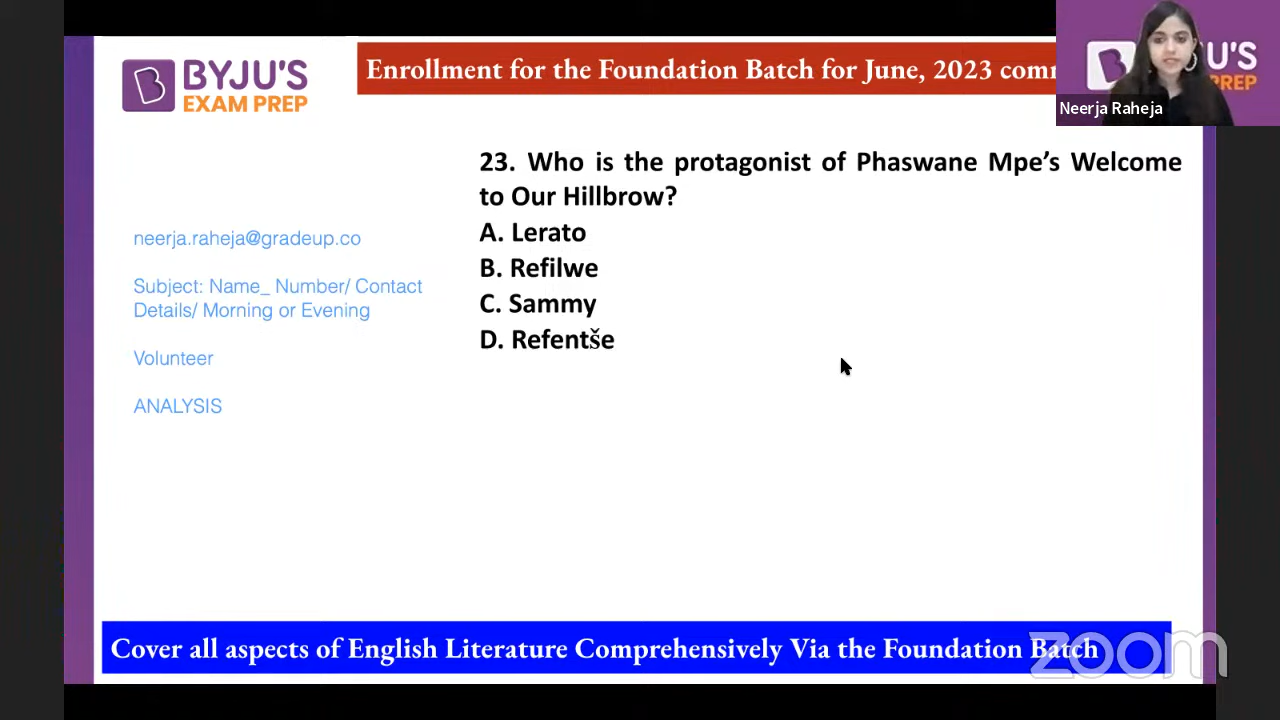 BYJU'S
EXAM PREP
Enrollment for the Foundation Batch for June, 2023 comm
JU'S
PREP
Neerja Raheja
23. Who is the protagonist of Phaswane Mpe’s Welcome
to Our Hillbrow?
A. Lerato
B. Refilwe
C. Sammy
D. Refentše
neerja.raheja@gradeup.co
Subject: Name_ Number/ Contact
Details/ Morning or Evening
Volunteer
ANALYSIS
Cover all aspects of English Literature Comprehensively Via the Foundation Batch
zoom